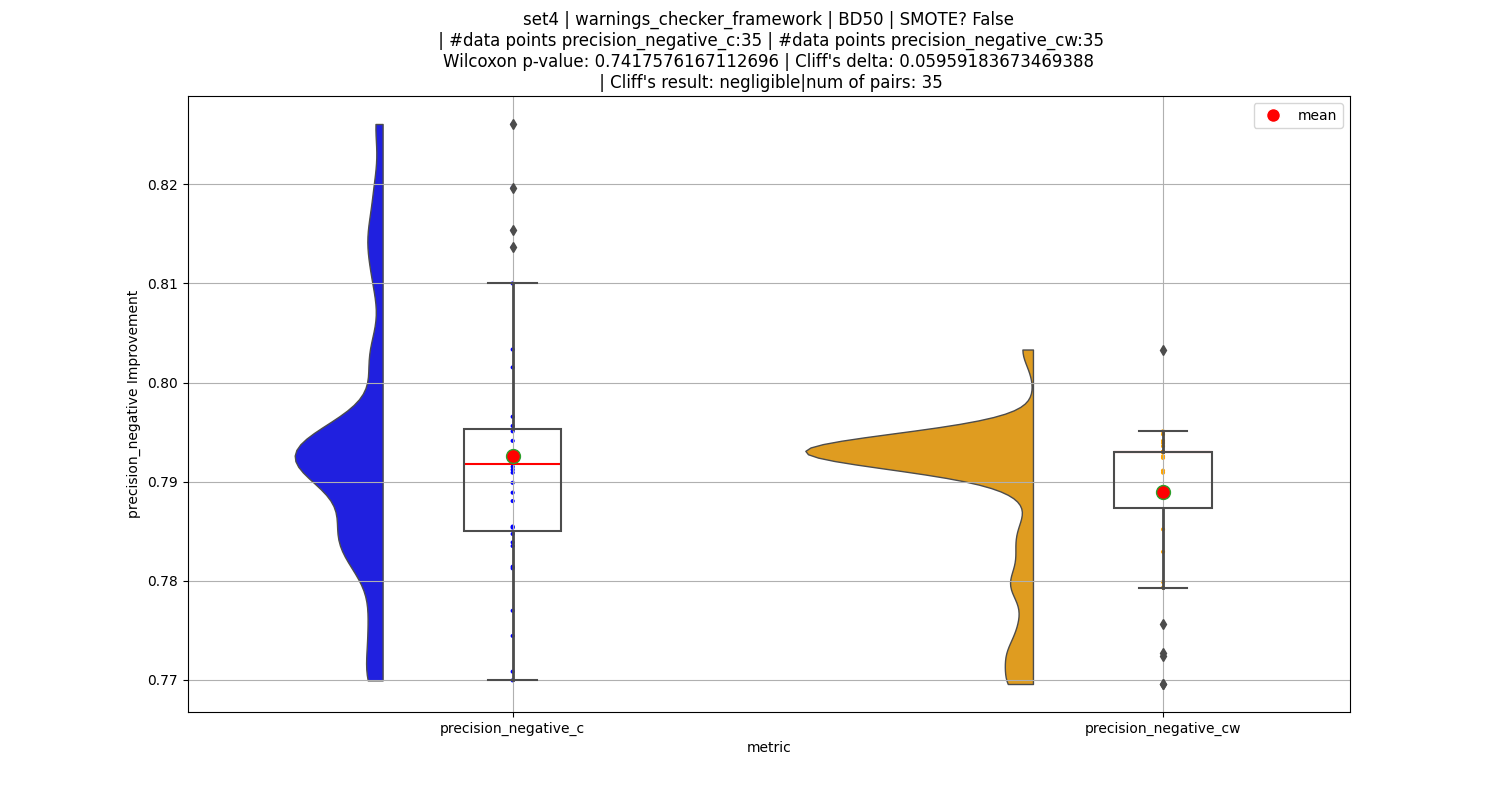 set4 | warnings_checker_framework | BD50 | SMOTE? False
| #data points precision_negative_c:35 | #data points precision_negative_cw:35
Wilcoxon p-value: 0.7417576167112696 | Cliff's delta: 0.05959183673469388
| Cliff's result: negligible|num of pairs: 35
mean
precision_negative Improvement
0.82
0.81
0.80
0.79
0.78
0.77
precision_negative_c
precision_negative_cw
metric